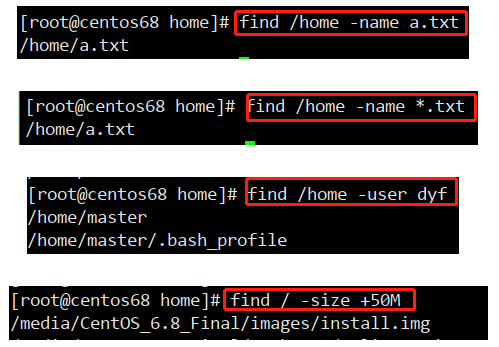 [root@centos68 home]# find /home -name a.txt
/home/a.txt
[root@centos68 home]# find /home -name *.txt
/home/a.txt
[root@centos68 home]# find /home -user dyf
/home/master
/home/master/.bash_profile
[root@centos68 home]# find / -size +50M
/media/CentOS_6.8_Final/images/install.img